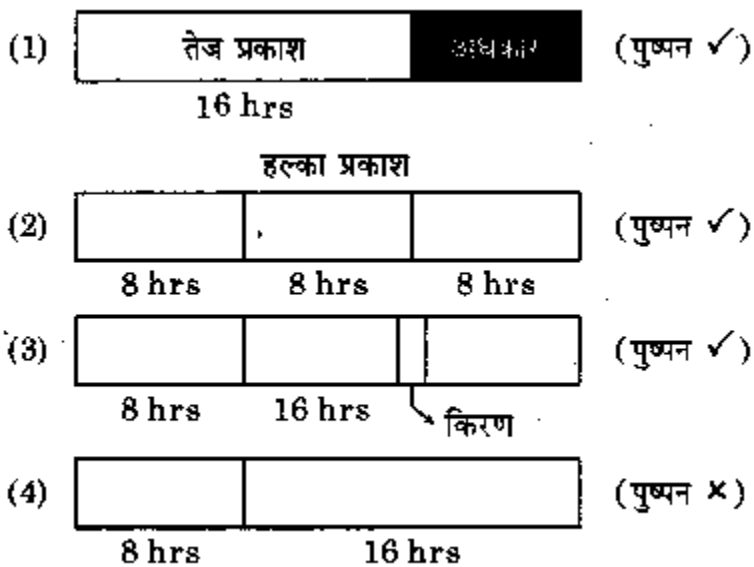 (1) तेज प्रकाश अंधकार (पुष्पन ✓)
16 hrs
हल्का प्रकाश
(2) (पुष्पन ✓)
8 hrs 8 hrs 8 hrs
(3) (पुष्पन ✓)
8 hrs 16 hrs किरण
(4) (पुष्पन ×)
8 hrs 16 hrs